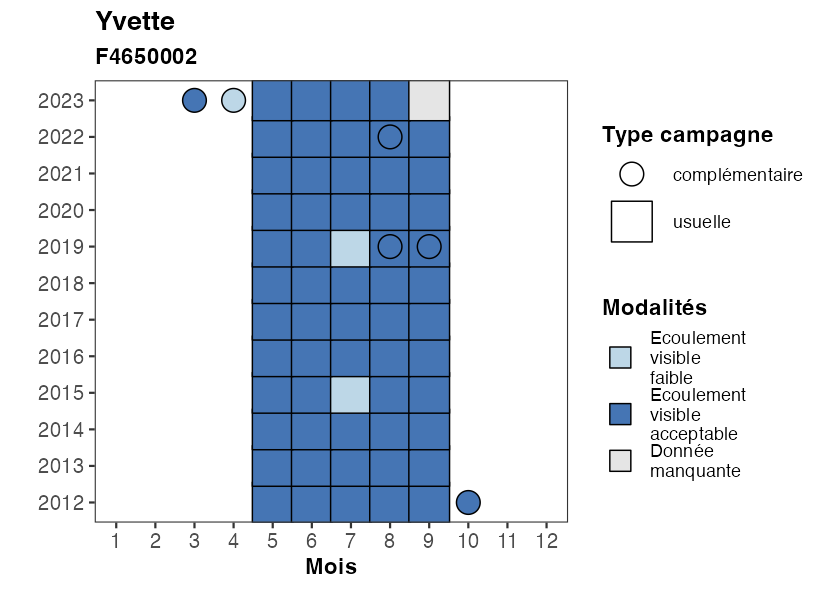 Yvette
F4650002
2023
2022
2021
2020
2019
2018
2017
2016
2015
2014
2013
2012
1 2 3 4 5 6 7 8 9 10 11 12
Mois
Type campagne
complémentaire
usuelle
Modalités
Ecoulement
visible
faible
Ecoulement
visible
acceptable
Donnée
manquante